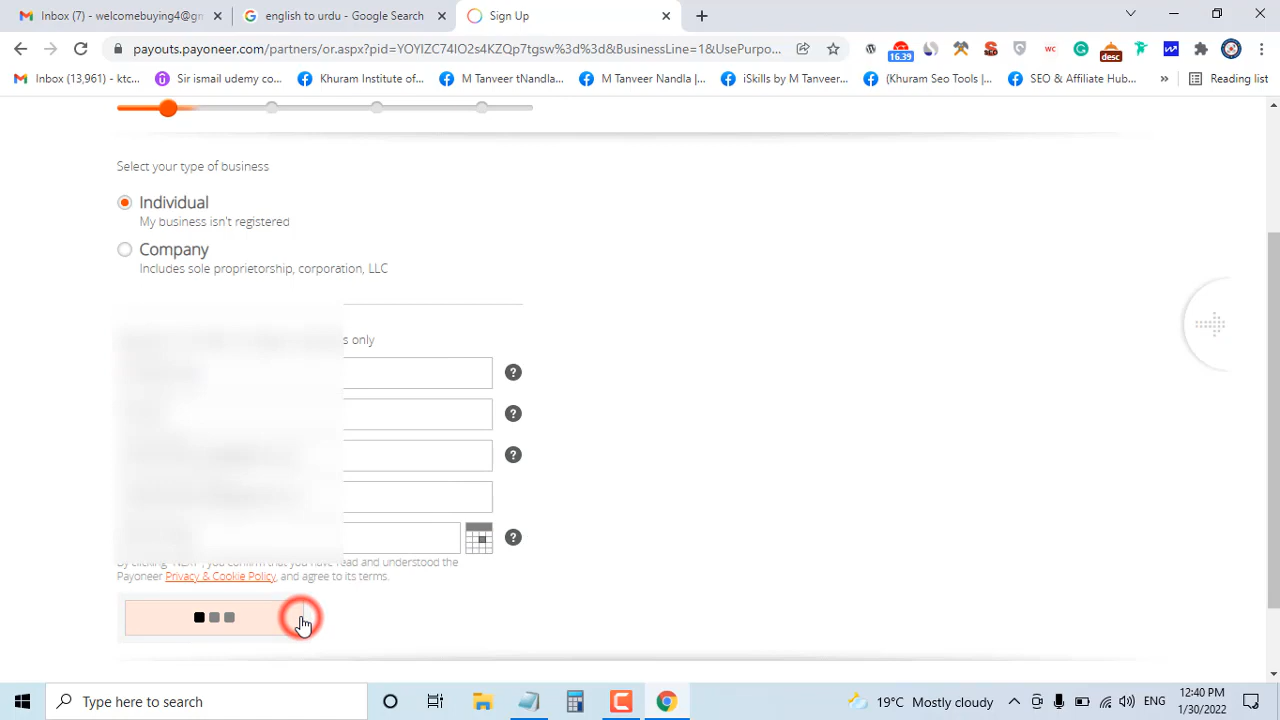 Inbox (7) - welcomebuying4@gm
english to urdu - Google Search
Sign Up
payouts.payoneer.com/partners/or.aspx?pid=YOYIZC74IO2s4KZQp7tgsw%3d%3d&BusinessLine=1&UsePurpo...
16.39
SEO
wc
desc
Inbox (13,961) - ktc...
Sir ismail udemy co...
Khuram Institute of...
M Tanveer tNandla...
M Tanveer Nandla |...
iSkills by M Tanveer...
(Khuram Seo Tools |...
SEO & Affiliate Hub...
»
Reading list
Select your type of business
Individual
My business isn't registered
Company
Includes sole proprietorship, corporation, LLC
s only
?
?
?
?
By clicking "NEXT", you confirm that you have read and understood the
Payoneer Privacy & Cookie Policy, and agree to its terms.
Type here to search
19°C Mostly cloudy
ENG
12:40 PM
1/30/2022